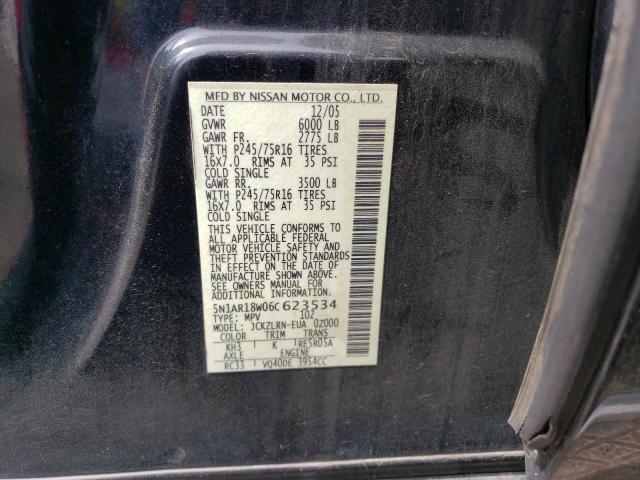 MFD BY NISSAN MOTOR CO., LTD.
DATE 12/05
GVWR 6000 LB
GAWR FR. 2775 LB
WITH P245/75R16 TIRES
16X7.0 RIMS AT 35 PSI
COLD SINGLE
GAWR RR. 3500 LB
WITH P245/75R16 TIRES
16X7.0 RIMS AT 35 PSI
COLD SINGLE
THIS VEHICLE CONFORMS TO
ALL APPLICABLE FEDERAL
MOTOR VEHICLE SAFETY AND
THEFT PREVENTION STANDARDS
IN EFFECT ON THE DATE OF
MANUFACTURE SHOWN ABOVE.
SEE OWNERS MANUAL FOR
ADDITIONAL INFORMATION.
5N1AR18W06C623534
TYPE: MPV 102
MODEL: JCKZLRN-EUA 0Z000
COLOR TRIM TRANS
KH3 K RE5R05A
AXLE ENGINE
RC33 VQ40DE 3954CC